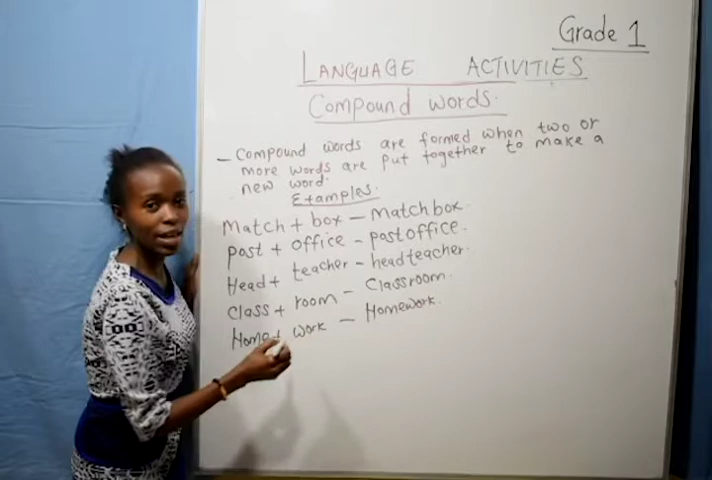 Grade 1
LANGUAGE ACTIVITIES
Compound words.
- Compound words are formed when two or
more words are put together to make a
new word.
Examples.
Match + box - Matchbox.
post + office - postoffice.
Head + teacher - headteacher.
Class + room - Classroom.
Home + work - Homework.